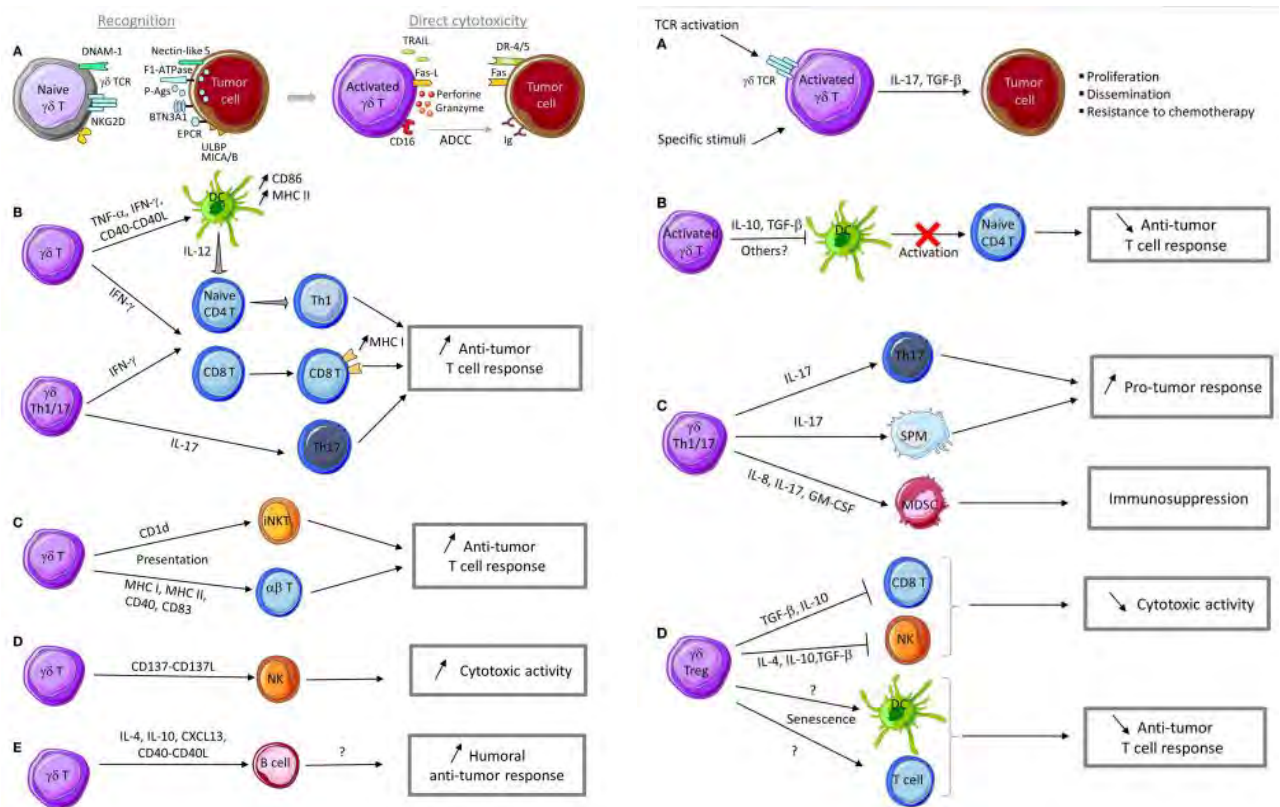 Recognition
Direct cytotoxicity
A
DNAM-1
γδ TCR
NKG2D
Naive
γδ T
Nectin-like 5
F1-ATPase
P-Ags
BTN3A1
EPCR
ULBP
MICA/B
Tumor
cell
Activated
γδ T
TRAIL
Fas-L
Perforine
Granzyme
CD16
ADCC
DR-4/5
Fas
Ig
Tumor
cell
B
γδ T
TNF-α, IFN-γ,
CD40-CD40L
DC
CD86
MHC II
IL-12
IFN-γ
Naive
CD4 T
Th1
γδ
Th1/17
IFN-γ
CD8 T
CD8 T
MHC I
IL-17
Th17
Anti-tumor
T cell response
C
γδ T
CD1d
Presentation
MHC I, MHC II,
CD40, CD83
iNKT
αβ T
Anti-tumor
T cell response
D
γδ T
CD137-CD137L
NK
Cytotoxic activity
E
γδ T
IL-4, IL-10, CXCL13,
CD40-CD40L
B cell
?
Humoral
anti-tumor response
TCR activation
A
γδ TCR
Activated
γδ T
Specific stimuli
IL-17, TGF-β
Tumor
cell
▪ Proliferation
▪ Dissemination
▪ Resistance to chemotherapy
B
Activated
γδ T
IL-10, TGF-β
Others?
DC
Activation
Naive
CD4 T
Anti-tumor
T cell response
C
γδ
Th1/17
IL-17
Th17
IL-17
SPM
IL-8, IL-17, GM-CSF
MDSC
Pro-tumor response
Immunosuppression
D
γδ
Treg
TGF-β, IL-10
CD8 T
IL-4, IL-10,TGF-β
NK
Cytotoxic activity
?
Senescence
?
DC
T cell
Anti-tumor
T cell response